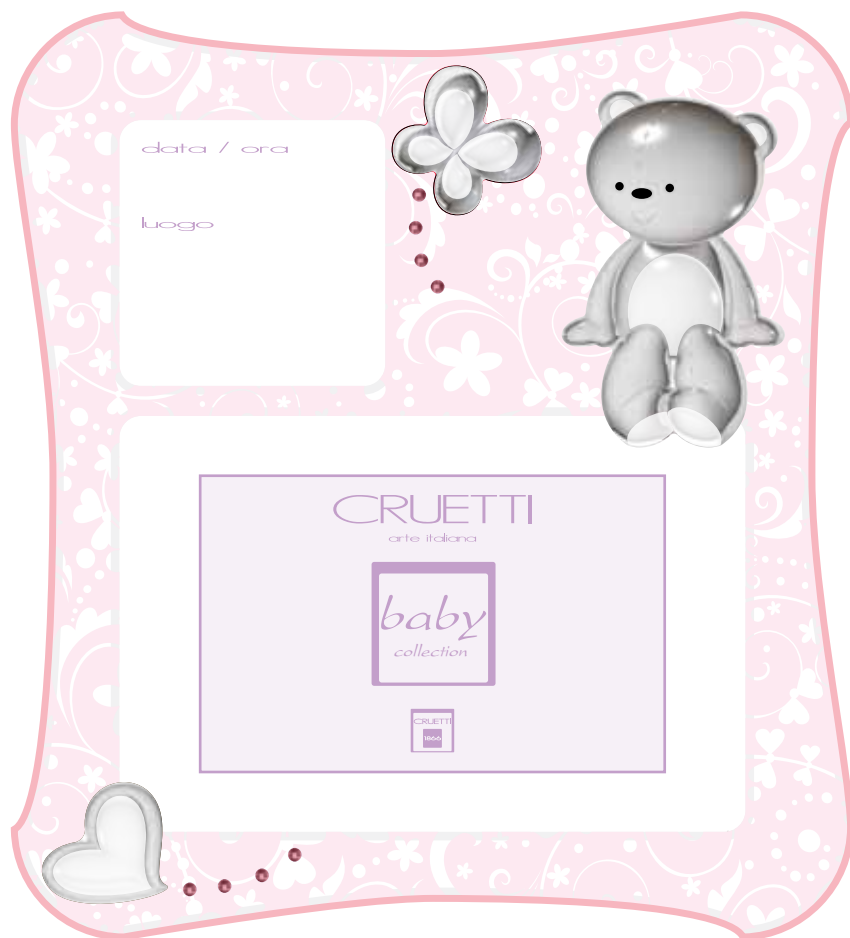 data / ora
luogo
CRUETTI
arte italiana
baby
collection
CRUETTI
1866